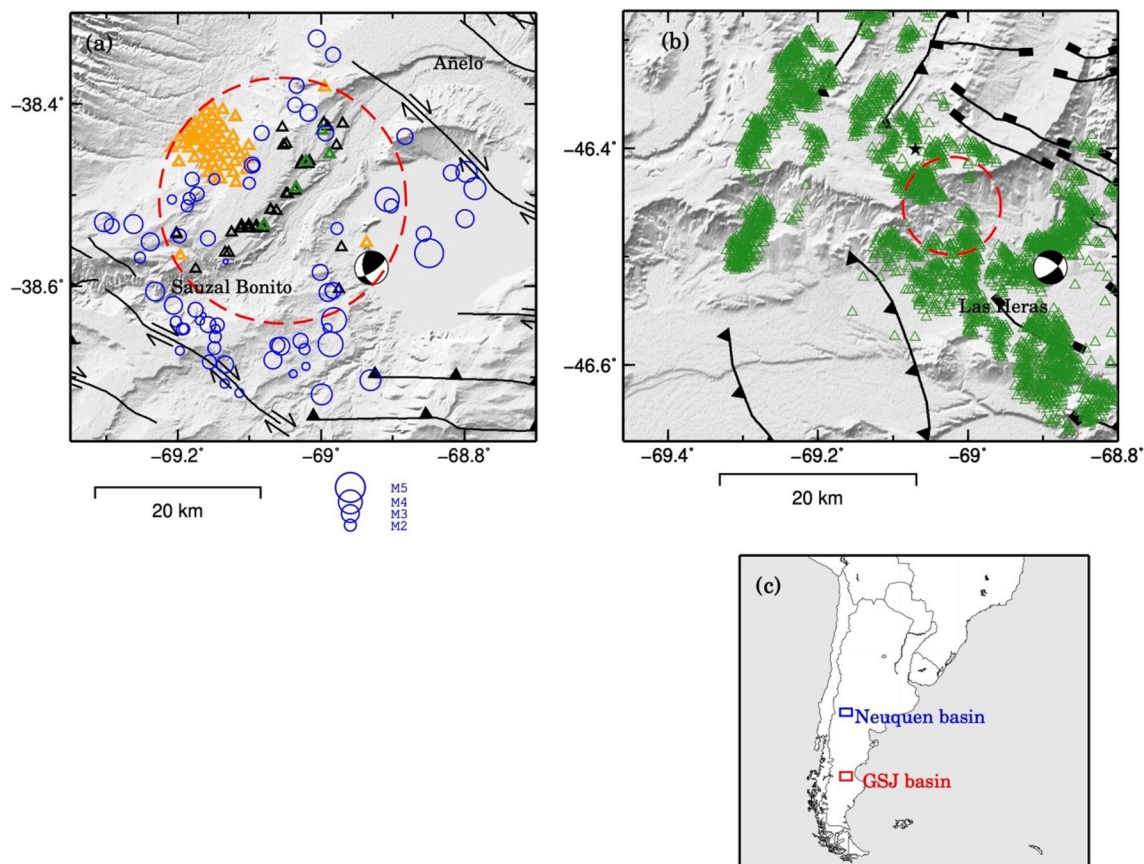 (a)
Añelo
−38.4°
−38.6°
Sauzal Bonito
−69.2° −69° −68.8°
20 km
M5
M4
M3
M2
(b)
−46.4°
Las Heras
−46.6°
−69.4° −69.2° −69° −68.8°
20 km
(c)
Neuquen basin
GSJ basin